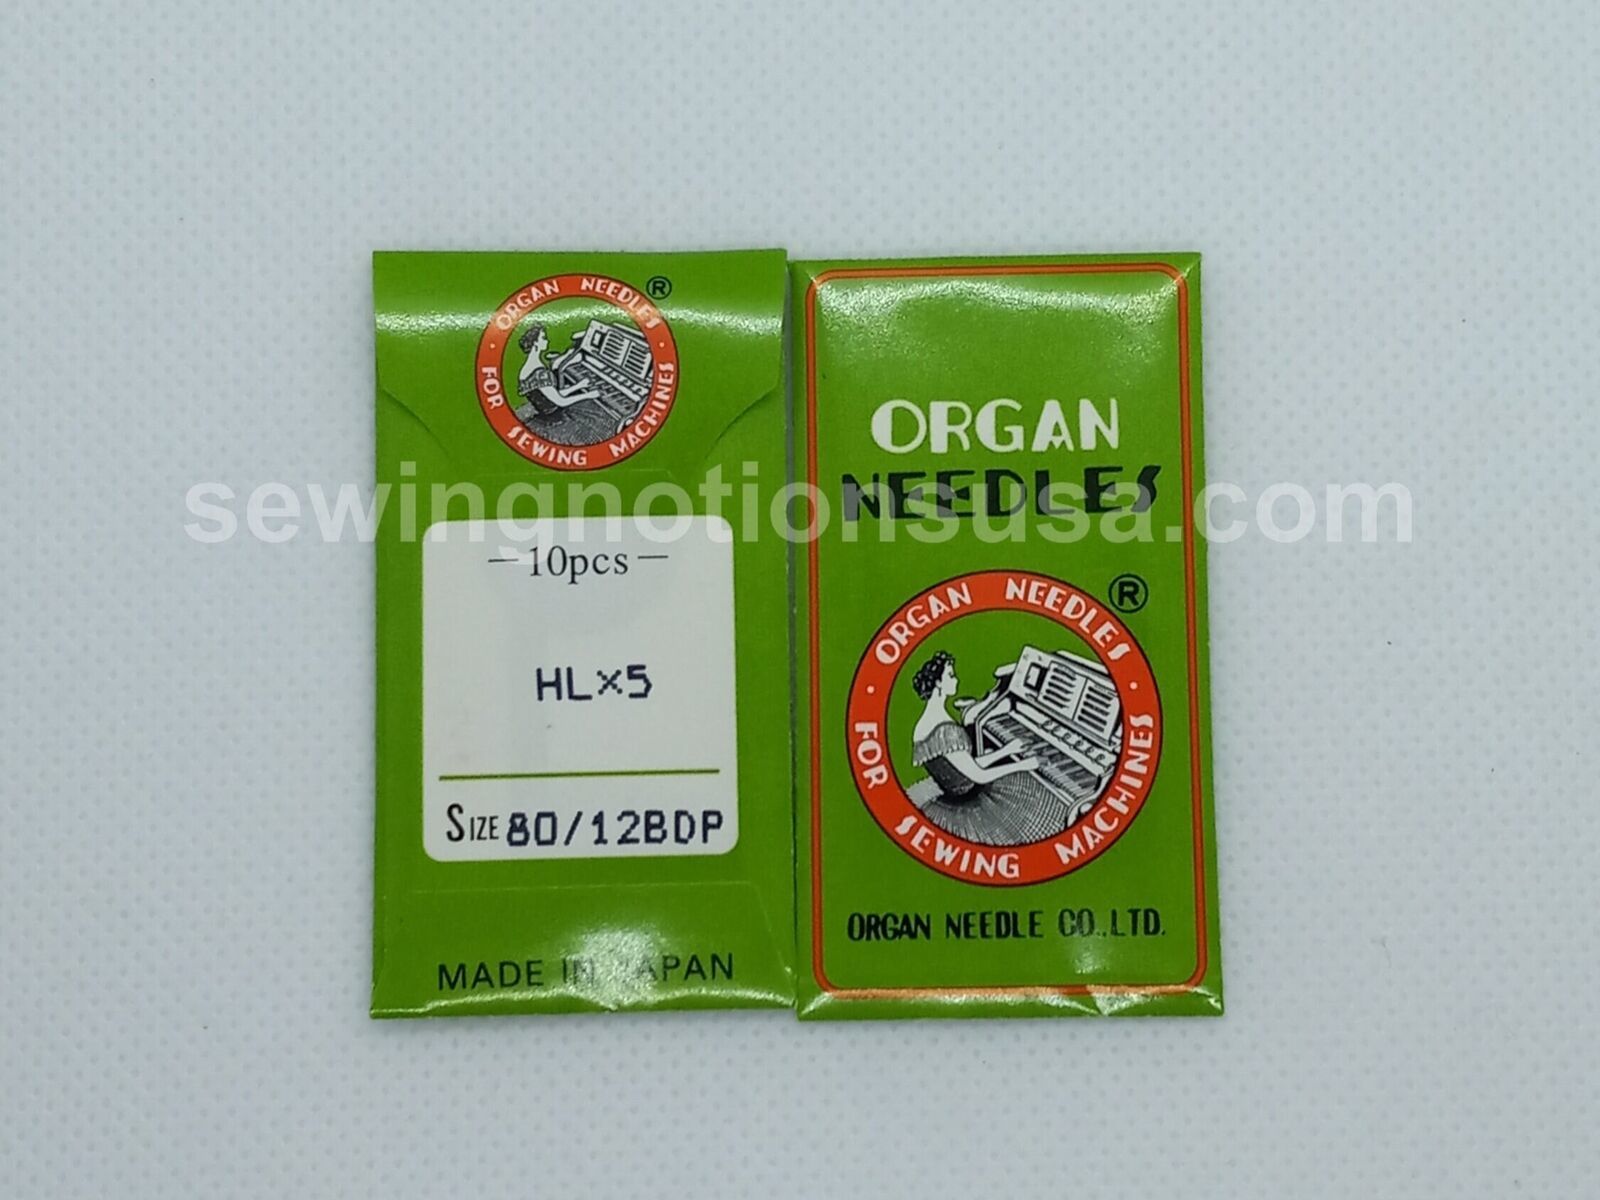 ORGAN NEEDLES ®
FOR SEWING MACHINES
sewingnotionsusa.com
—10pcs—
HL×5
SIZE 80/12BDP
MADE IN JAPAN
ORGAN
NEEDLES
ORGAN NEEDLES ®
FOR SEWING MACHINES
ORGAN NEEDLE CO.,LTD.